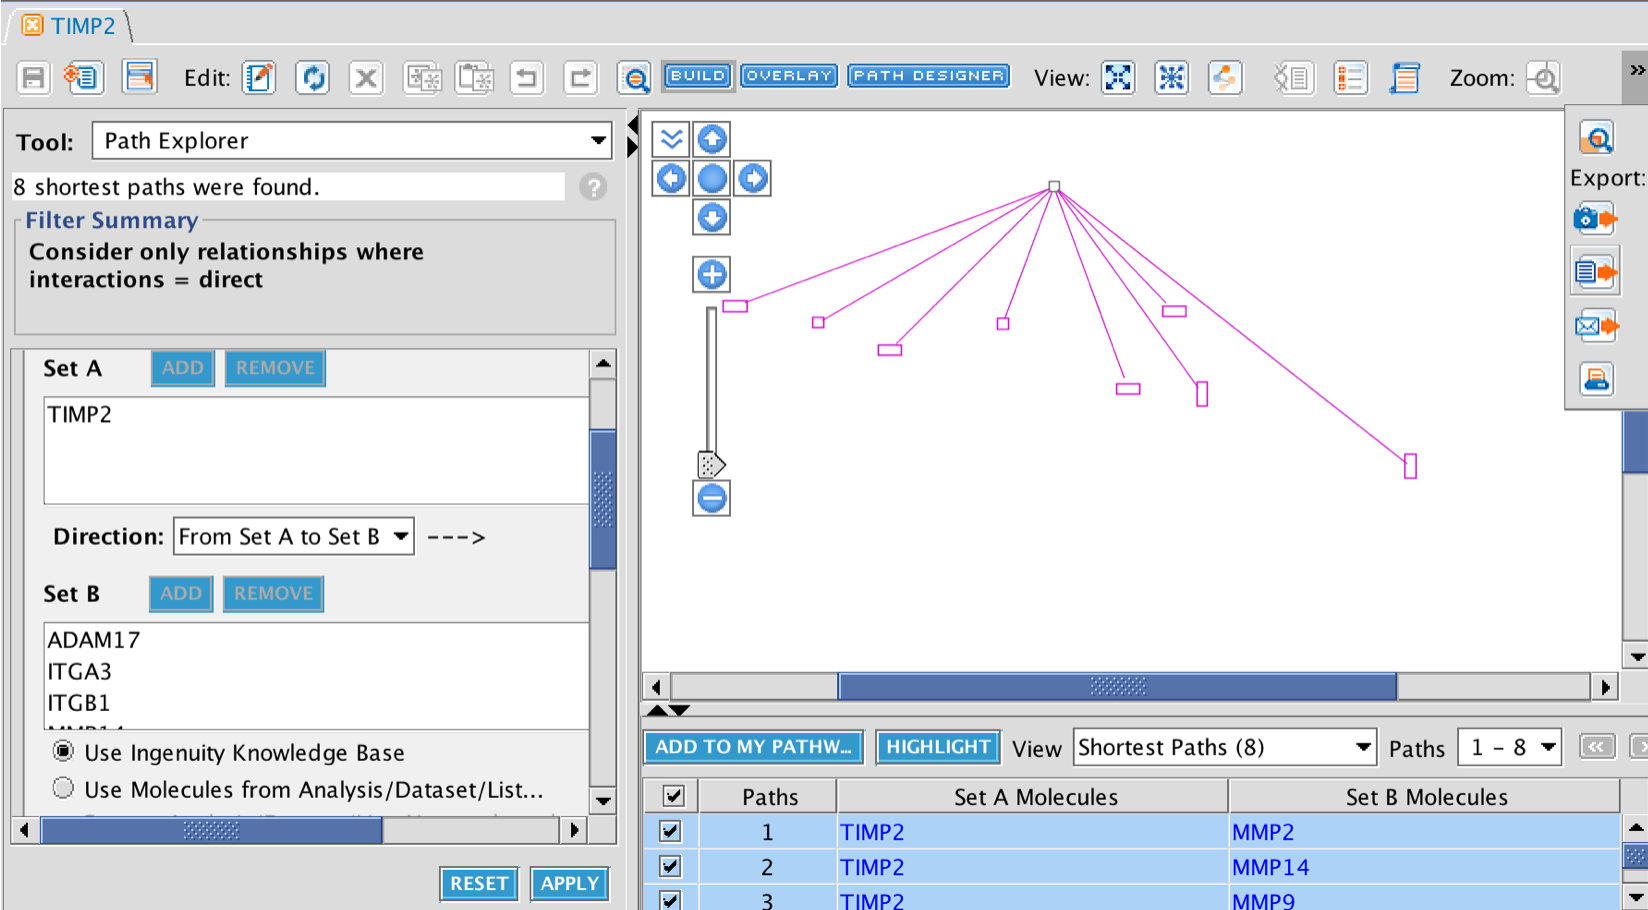 TIMP2
Edit: BUILD OVERLAY PATH DESIGNER View: Zoom: »
Tool: Path Explorer
8 shortest paths were found. ?
Filter Summary
Consider only relationships where
interactions = direct
Export:
Set A ADD REMOVE
TIMP2
Direction: From Set A to Set B --->
Set B ADD REMOVE
ADAM17
ITGA3
ITGB1
MMP14
Use Ingenuity Knowledge Base
Use Molecules from Analysis/Dataset/List...
RESET APPLY
ADD TO MY PATHW... HIGHLIGHT View Shortest Paths (8) Paths 1 - 8 <<
Paths Set A Molecules Set B Molecules
1 TIMP2 MMP2
2 TIMP2 MMP14
3 TIMP2 MMP9